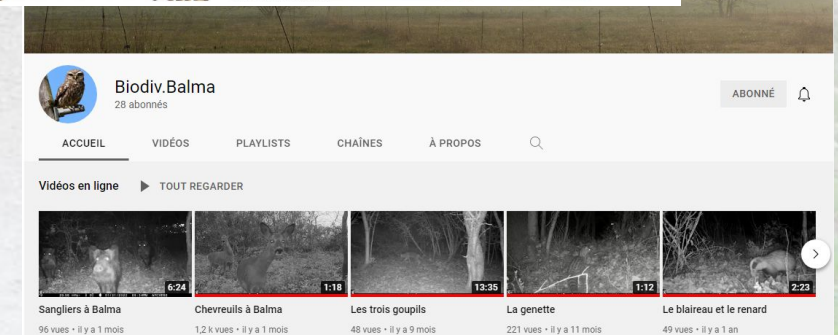 Biodiv.Balma
28 abonnés
ABONNÉ
ACCUEIL VIDÉOS PLAYLISTS CHAÎNES À PROPOS
Vidéos en ligne TOUT REGARDER
6:24 1:18 13:35 1:12 2:23
Sangliers à Balma Chevreuils à Balma Les trois goupils La genette Le blaireau et le renard
96 vues • il y a 1 mois 1,2 k vues • il y a 1 mois 48 vues • il y a 9 mois 221 vues • il y a 11 mois 49 vues • il y a 1 an